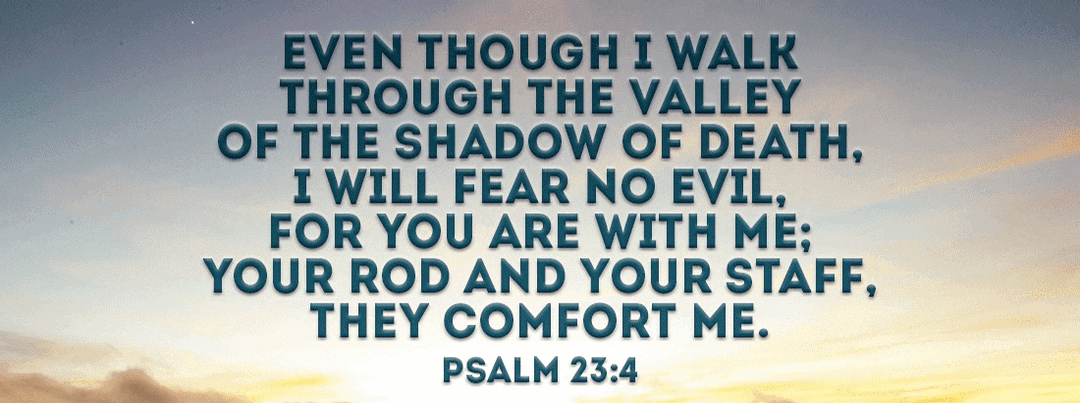 EVEN THOUGH I WALK
THROUGH THE VALLEY
OF THE SHADOW OF DEATH,
I WILL FEAR NO EVIL,
FOR YOU ARE WITH ME;
YOUR ROD AND YOUR STAFF,
THEY COMFORT ME.
PSALM 23:4